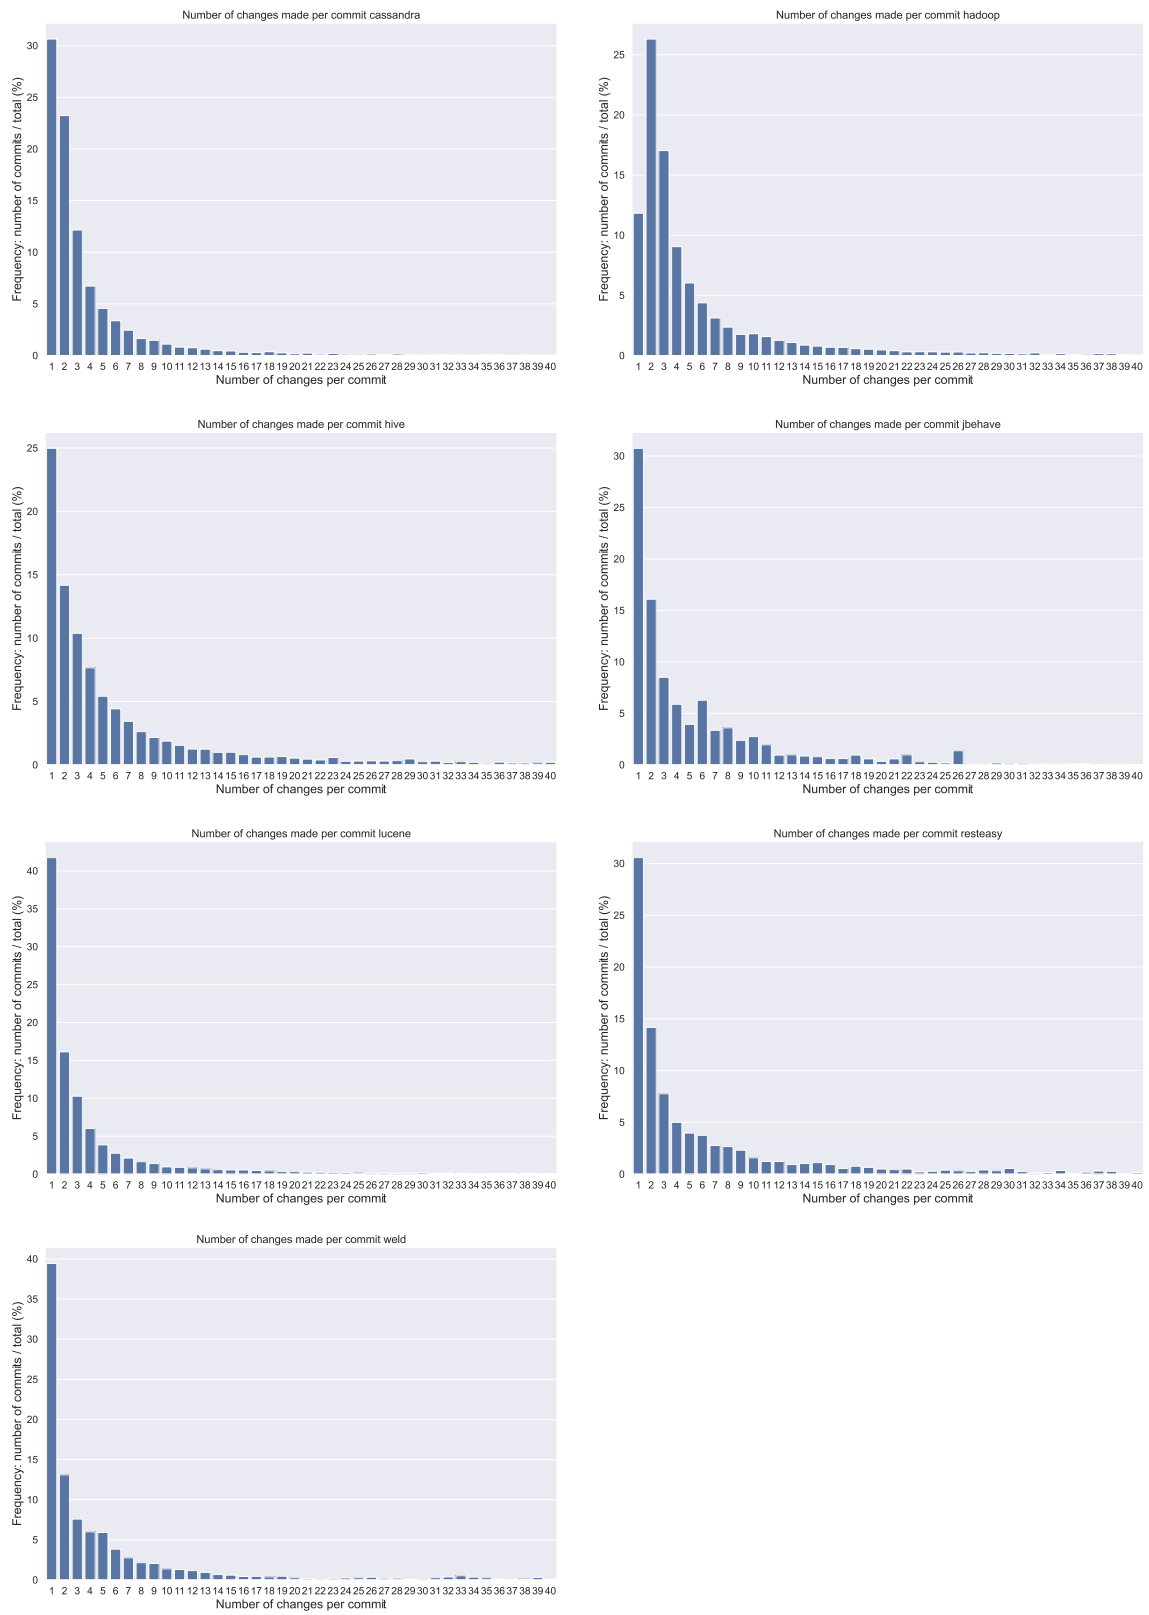 Number of changes made per commit cassandra
Frequency: number of commits / total (%)
30
25
20
15
10
5
0
1 2 3 4 5 6 7 8 9 10 11 12 13 14 15 16 17 18 19 20 21 22 23 24 25 26 27 28 29 30 31 32 33 34 35 36 37 38 39 40
Number of changes per commit
Number of changes made per commit hadoop
Frequency: number of commits / total (%)
25
20
15
10
5
0
1 2 3 4 5 6 7 8 9 10 11 12 13 14 15 16 17 18 19 20 21 22 23 24 25 26 27 28 29 30 31 32 33 34 35 36 37 38 39 40
Number of changes per commit
Number of changes made per commit hive
Frequency: number of commits / total (%)
25
20
15
10
5
0
1 2 3 4 5 6 7 8 9 10 11 12 13 14 15 16 17 18 19 20 21 22 23 24 25 26 27 28 29 30 31 32 33 34 35 36 37 38 39 40
Number of changes per commit
Number of changes made per commit jbehave
Frequency: number of commits / total (%)
30
25
20
15
10
5
0
1 2 3 4 5 6 7 8 9 10 11 12 13 14 15 16 17 18 19 20 21 22 23 24 25 26 27 28 29 30 31 32 33 34 35 36 37 38 39 40
Number of changes per commit
Number of changes made per commit lucene
Frequency: number of commits / total (%)
40
35
30
25
20
15
10
5
0
1 2 3 4 5 6 7 8 9 10 11 12 13 14 15 16 17 18 19 20 21 22 23 24 25 26 27 28 29 30 31 32 33 34 35 36 37 38 39 40
Number of changes per commit
Number of changes made per commit resteasy
Frequency: number of commits / total (%)
30
25
20
15
10
5
0
1 2 3 4 5 6 7 8 9 10 11 12 13 14 15 16 17 18 19 20 21 22 23 24 25 26 27 28 29 30 31 32 33 34 35 36 37 38 39 40
Number of changes per commit
Number of changes made per commit weld
Frequency: number of commits / total (%)
40
35
30
25
20
15
10
5
0
1 2 3 4 5 6 7 8 9 10 11 12 13 14 15 16 17 18 19 20 21 22 23 24 25 26 27 28 29 30 31 32 33 34 35 36 37 38 39 40
Number of changes per commit